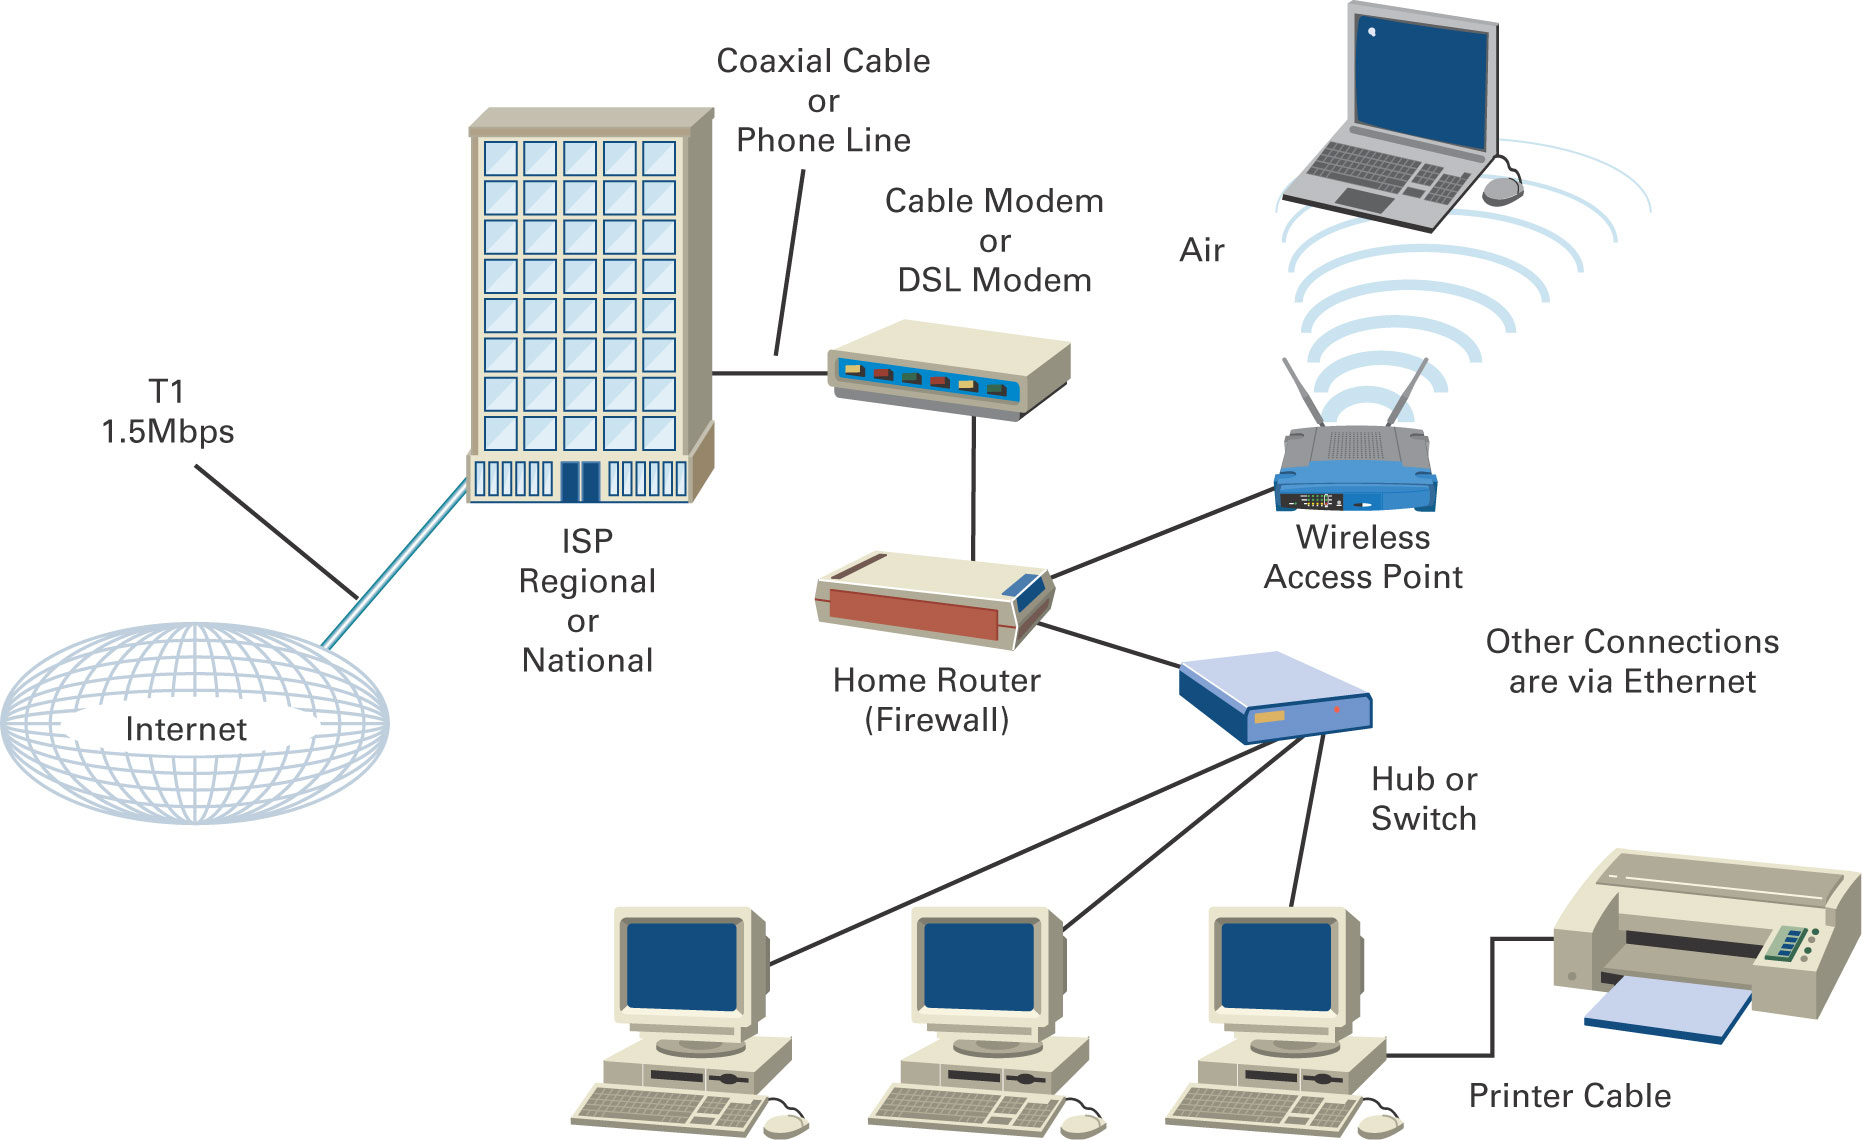 Coaxial Cable
or
Phone Line
Cable Modem
or
DSL Modem
Air
T1
1.5Mbps
ISP
Regional
or
National
Wireless
Access Point
Internet
Home Router
(Firewall)
Other Connections
are via Ethernet
Hub or
Switch
Printer Cable